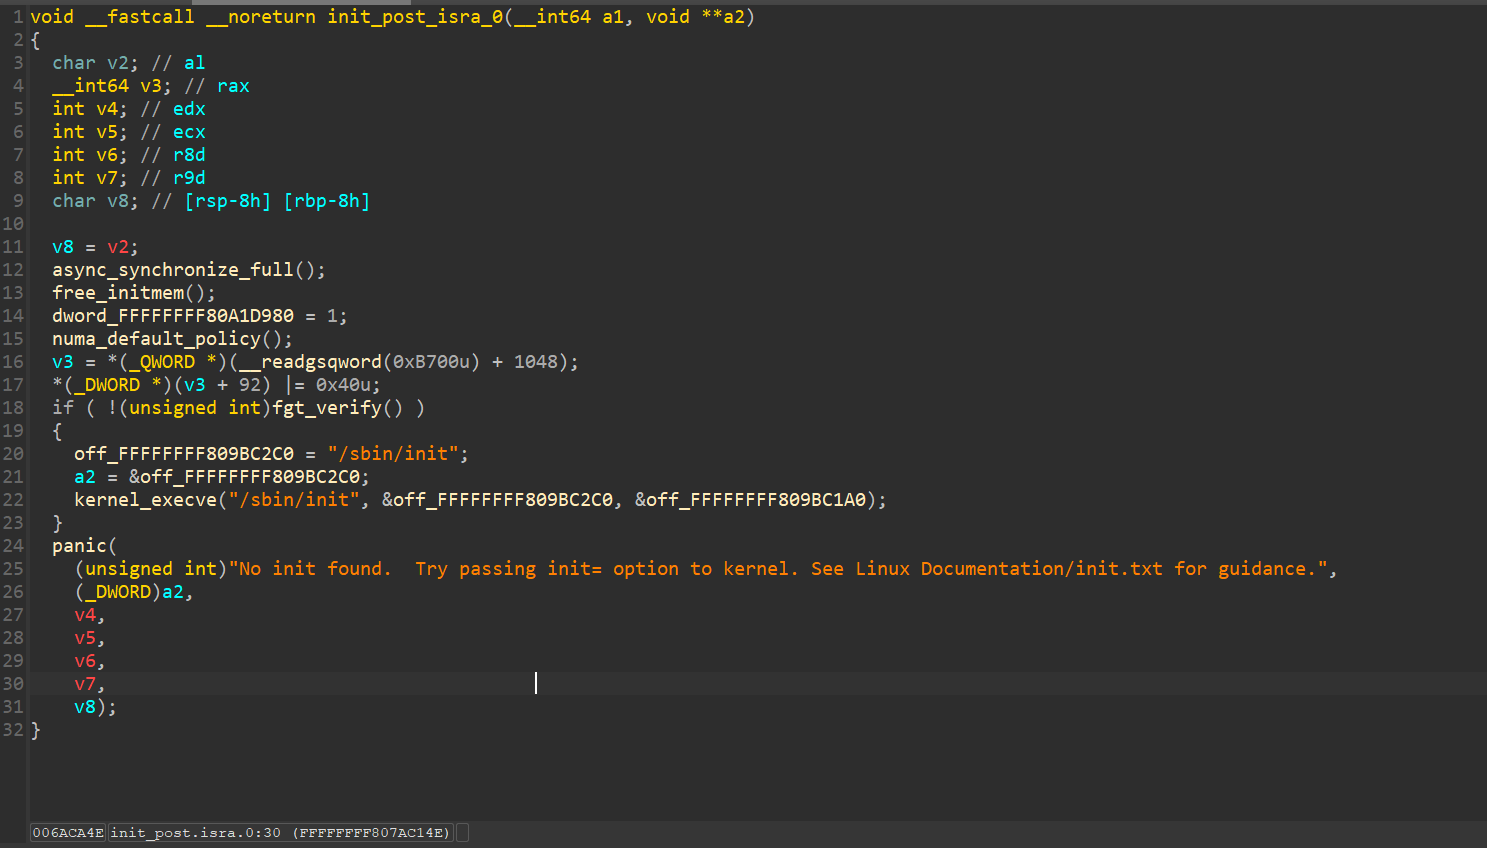 1 void __fastcall __noreturn init_post_isra_0(__int64 a1, void **a2)
2 {
3   char v2; // al
4   __int64 v3; // rax
5   int v4; // edx
6   int v5; // ecx
7   int v6; // r8d
8   int v7; // r9d
9   char v8; // [rsp-8h] [rbp-8h]
10
11   v8 = v2;
12   async_synchronize_full();
13   free_initmem();
14   dword_FFFFFFFF80A1D980 = 1;
15   numa_default_policy();
16   v3 = *(_QWORD *)(__readgsqword(0xB700u) + 1048);
17   *(_DWORD *)(v3 + 92) |= 0x40u;
18   if ( !(unsigned int)fgt_verify() )
19   {
20     off_FFFFFFFF809BC2C0 = "/sbin/init";
21     a2 = &off_FFFFFFFF809BC2C0;
22     kernel_execve("/sbin/init", &off_FFFFFFFF809BC2C0, &off_FFFFFFFF809BC1A0);
23   }
24   panic(
25     (unsigned int)"No init found.  Try passing init= option to kernel. See Linux Documentation/init.txt for guidance.",
26     (_DWORD)a2,
27     v4,
28     v5,
29     v6,
30     v7,
31     v8);
32 }
006ACA4E init_post.isra.0:30 (FFFFFFFF807AC14E)